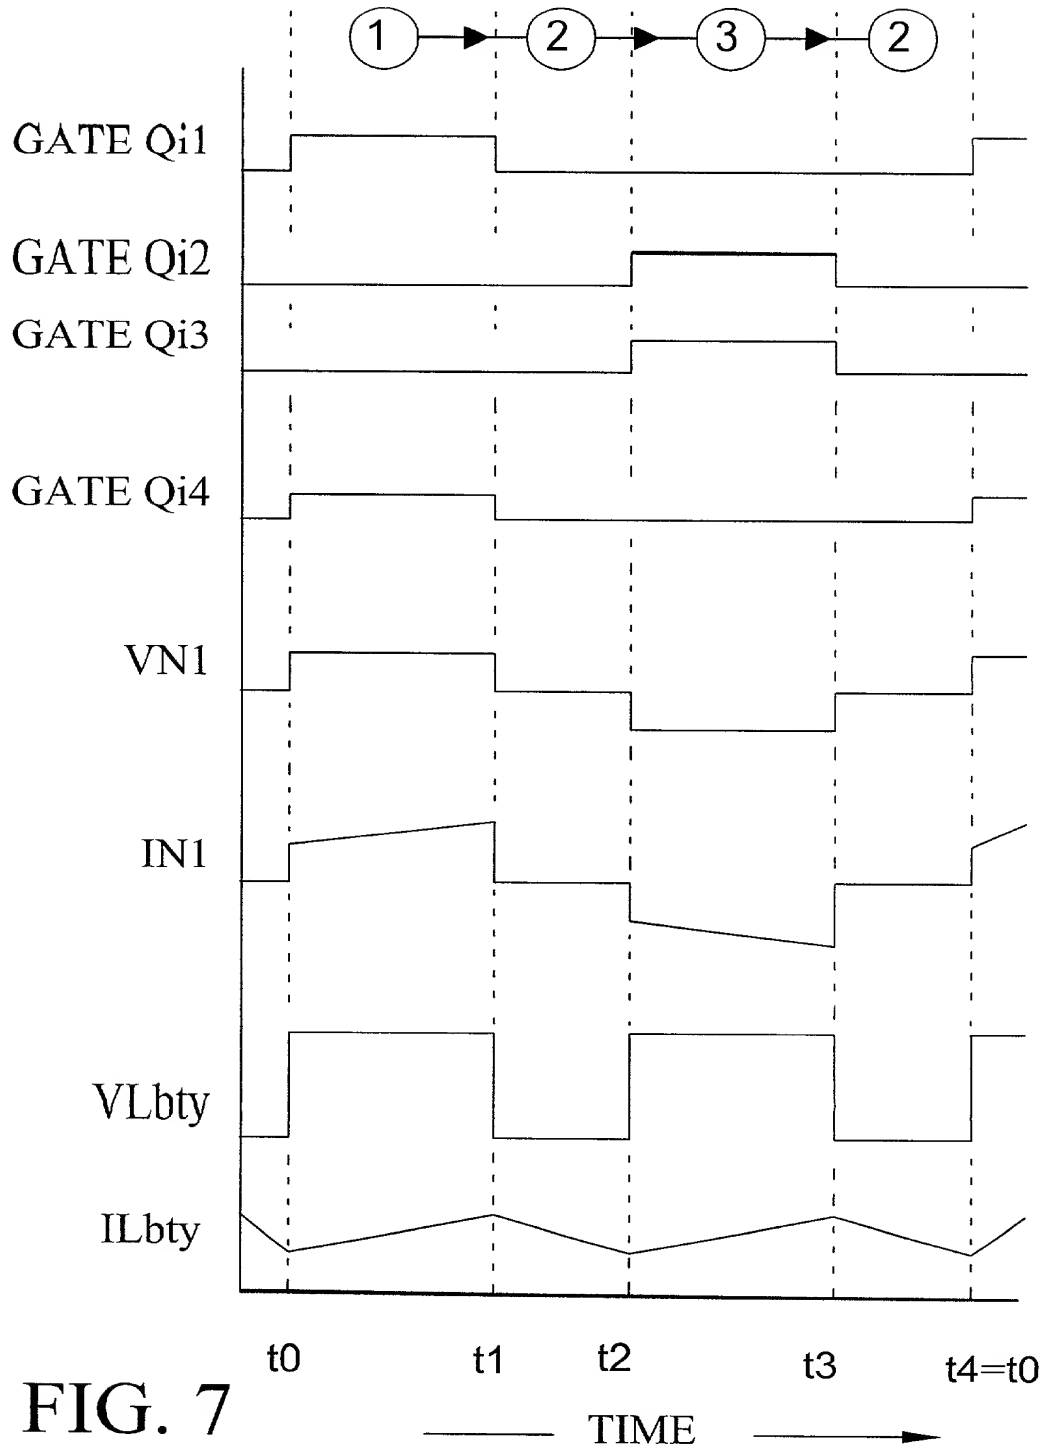 1 2 3 2
GATE Qi1
GATE Qi2
GATE Qi3
GATE Qi4
VN1
IN1
VLbty
ILbty
t0 t1 t2 t3 t4=t0
FIG. 7
TIME